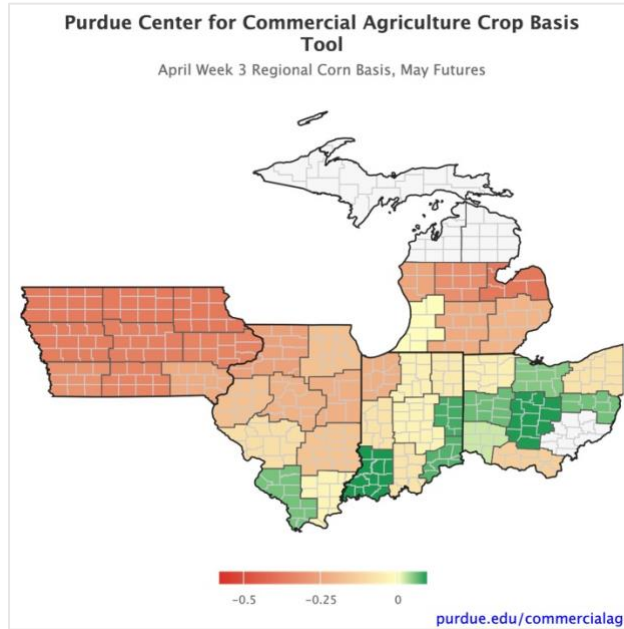 Purdue Center for Commercial Agriculture Crop Basis
Tool
April Week 3 Regional Corn Basis, May Futures
−0.5 −0.25 0
purdue.edu/commercialag